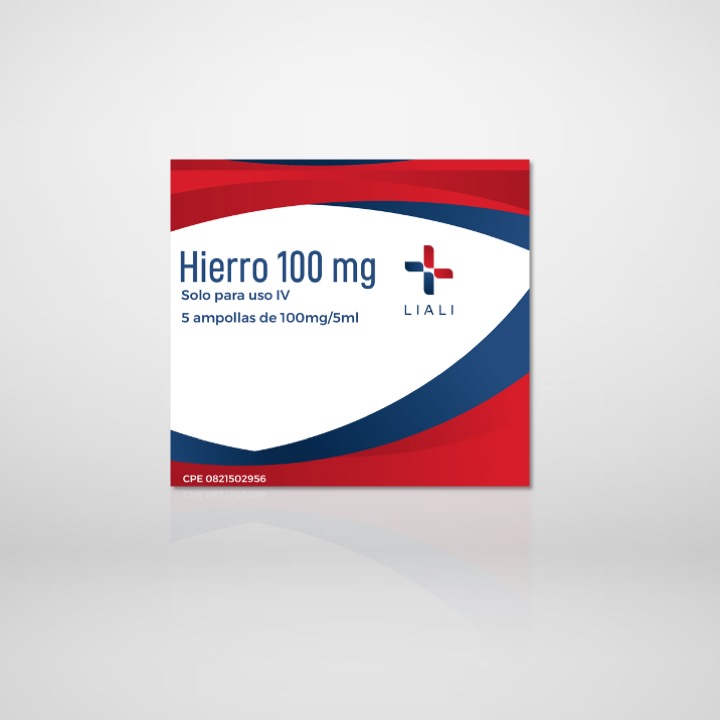 Hierro 100 mg
Solo para uso IV
5 ampollas de 100mg/5ml
LIALI
CPE 0821502956